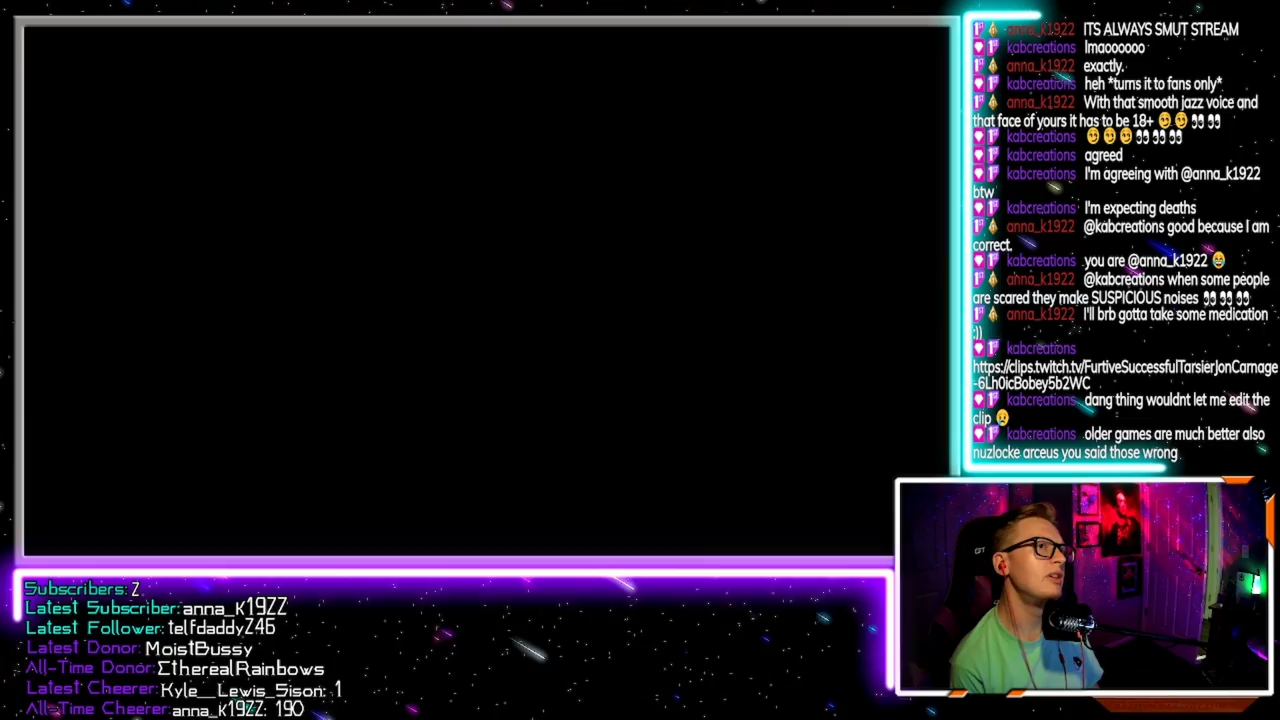 anna_k1922 ITS ALWAYS SMUT STREAM
kabcreations lmaoooooo
anna_k1922 exactly.
kabcreations heh *turns it to fans only*
anna_k1922 With that smooth jazz voice and
that face of yours it has to be 18+ 😏😏👀👀
kabcreations 😏😏😏👀👀👀
kabcreations agreed
kabcreations I'm agreeing with @anna_k1922
btw
kabcreations I'm expecting deaths
anna_k1922 @kabcreations good because I am
correct.
kabcreations you are @anna_k1922 😂
anna_k1922 @kabcreations when some people
are scared they make SUSPICIOUS noises 👀👀👀
anna_k1922 I'll brb gotta take some medication
:))
kabcreations
https://clips.twitch.tv/FurtiveSuccessfulTarsierJonCarnage
-6Lh0icBobey5b2WC
kabcreations dang thing wouldnt let me edit the
clip 😢
kabcreations older games are much better also
nuzlocke arceus you said those wrong
Subscribers: 2
Latest Subscriber: anna_k1922
Latest Follower: telfdaddy246
Latest Donor: MoistBussy
All-Time Donor: EtherealRainbows
Latest Cheerer: Kyle_Lewis_Sison: 1
All-Time Cheerer: anna_k1922: 190